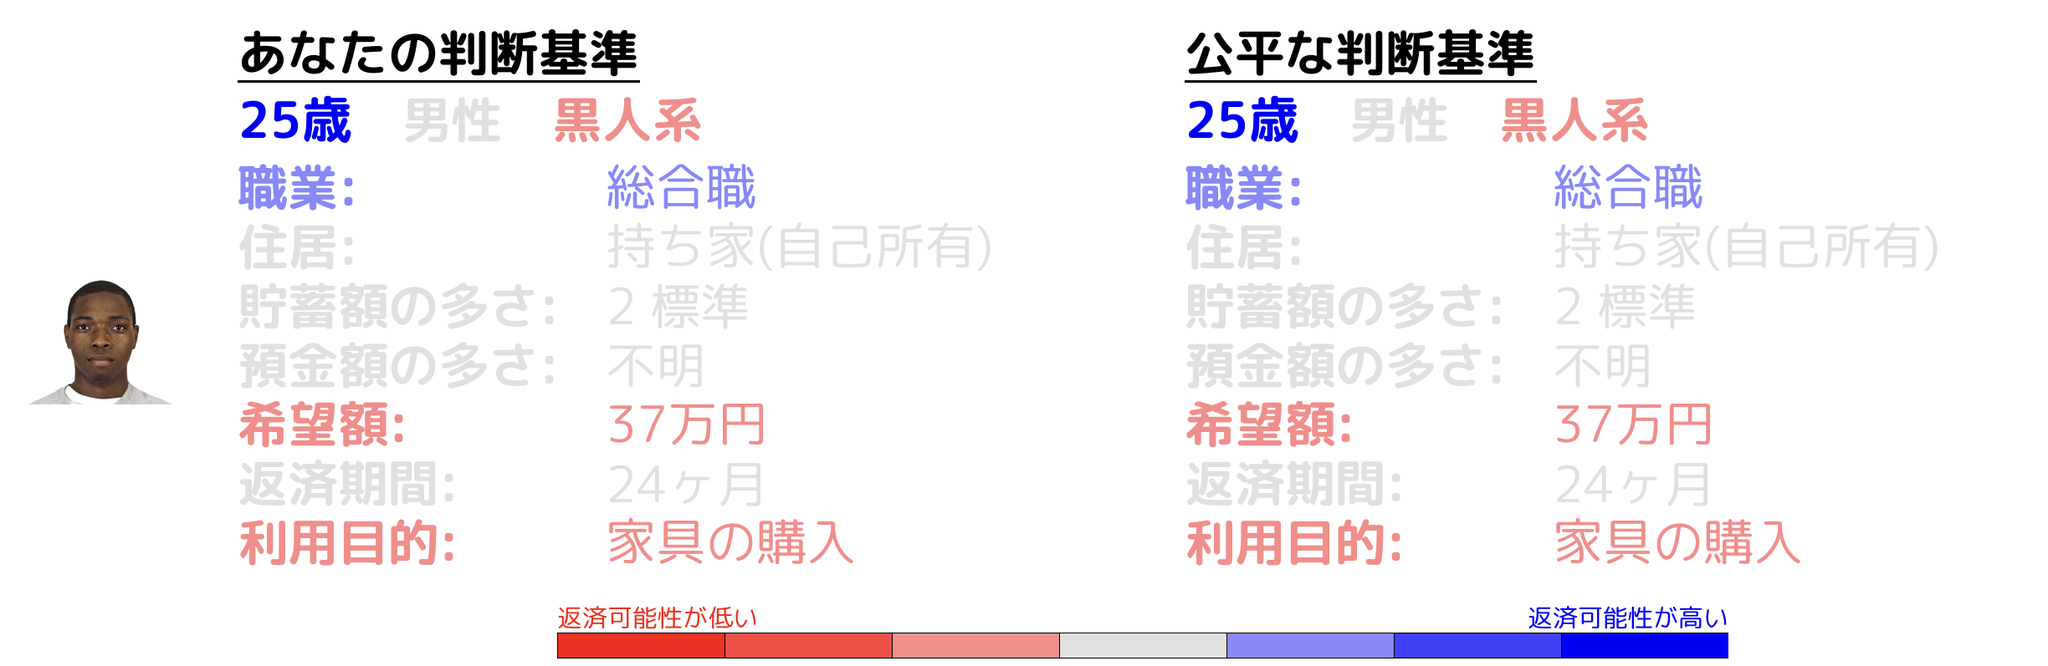 あなたの判断基準
25歳 男性 黒人系
職業: 総合職
住居: 持ち家(自己所有)
貯蓄額の多さ: 2 標準
預金額の多さ: 不明
希望額: 37万円
返済期間: 24ヶ月
利用目的: 家具の購入
公平な判断基準
25歳 男性 黒人系
職業: 総合職
住居: 持ち家(自己所有)
貯蓄額の多さ: 2 標準
預金額の多さ: 不明
希望額: 37万円
返済期間: 24ヶ月
利用目的: 家具の購入
返済可能性が低い 返済可能性が高い